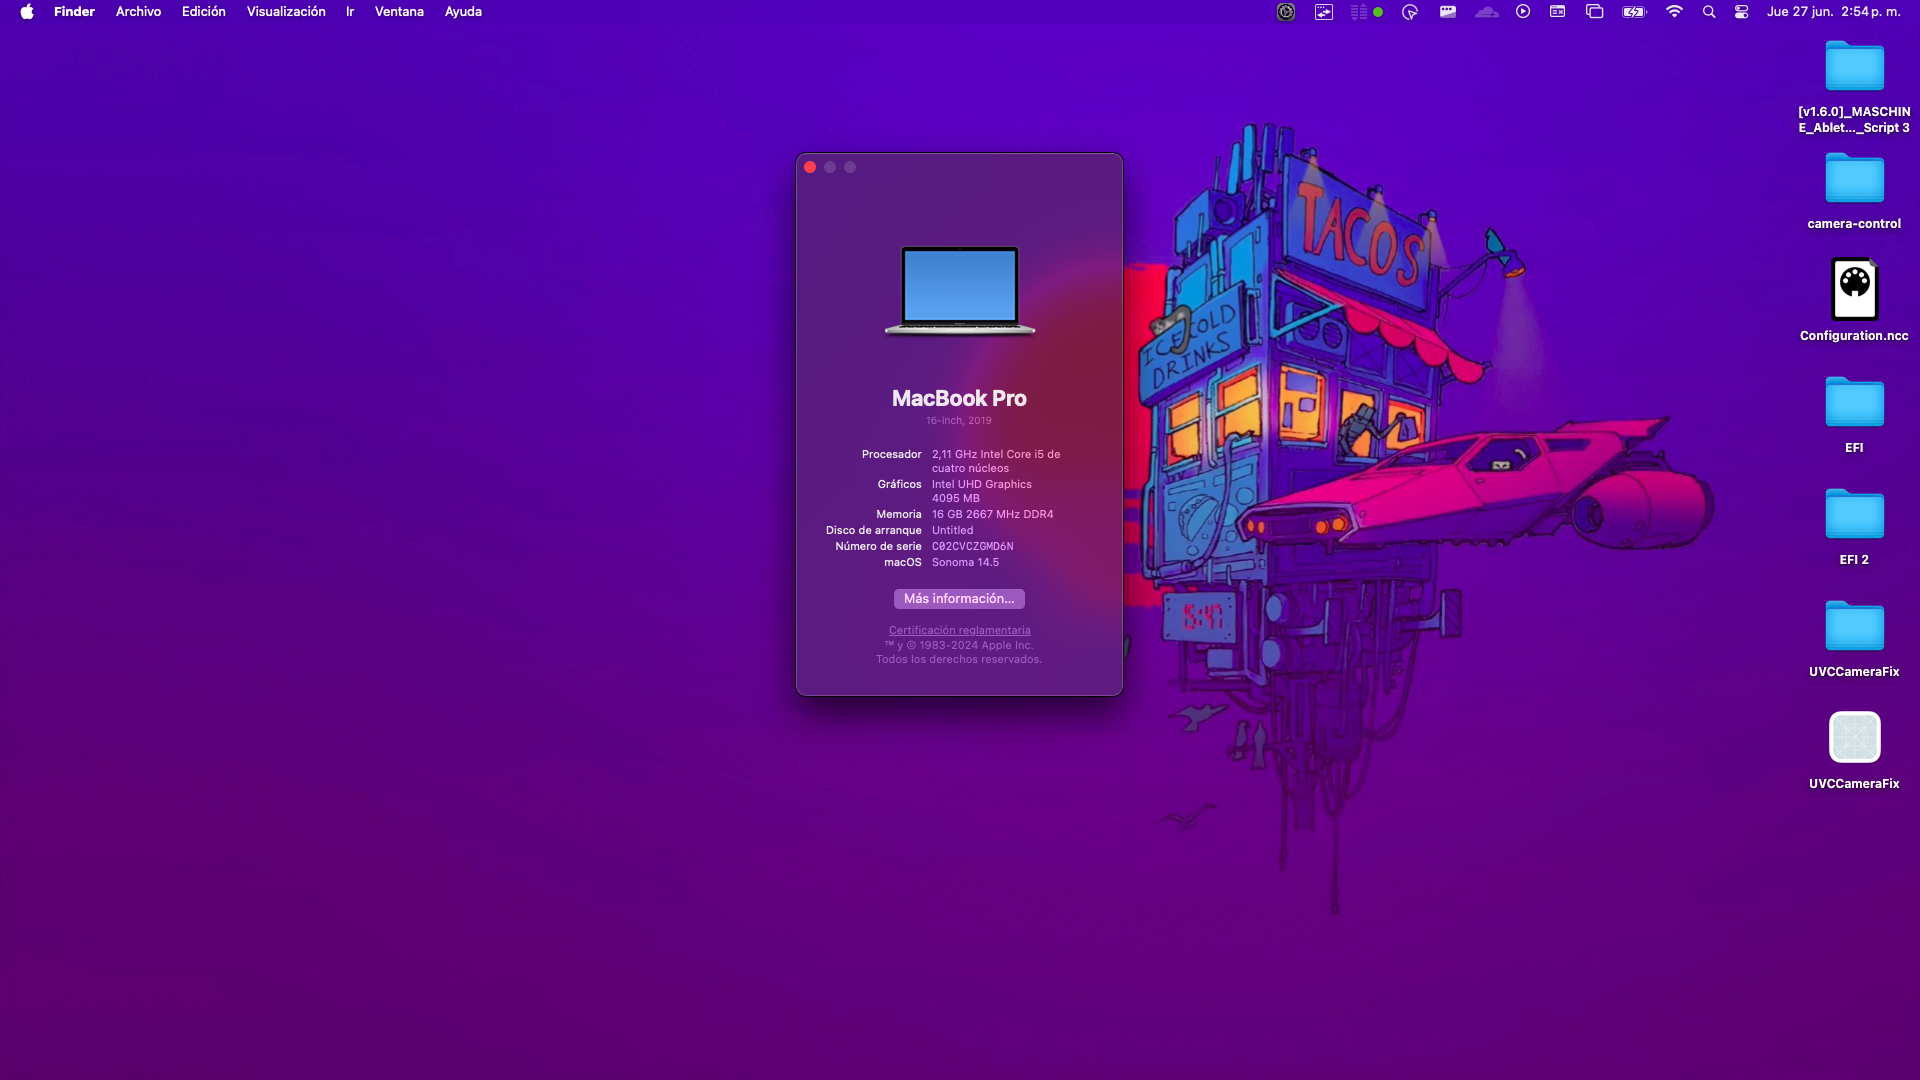 Finder Archivo Edición Visualización Ir Ventana Ayuda
Jue 27 jun. 2:54 p. m.
MacBook Pro
16-inch, 2019
Procesador 2,11 GHz Intel Core i5 de
cuatro núcleos
Gráficos Intel UHD Graphics
4095 MB
Memoria 16 GB 2667 MHz DDR4
Disco de arranque Untitled
Número de serie C02CVCZGMD6N
macOS Sonoma 14.5
Más información...
Certificación reglamentaria
™ y © 1983-2024 Apple Inc.
Todos los derechos reservados.
TACOS
ICE COLD
DRINKS
[v1.6.0]_MASCHIN
E_Ablet..._Script 3
camera-control
Configuration.ncc
EFI
EFI 2
UVCCameraFix
UVCCameraFix